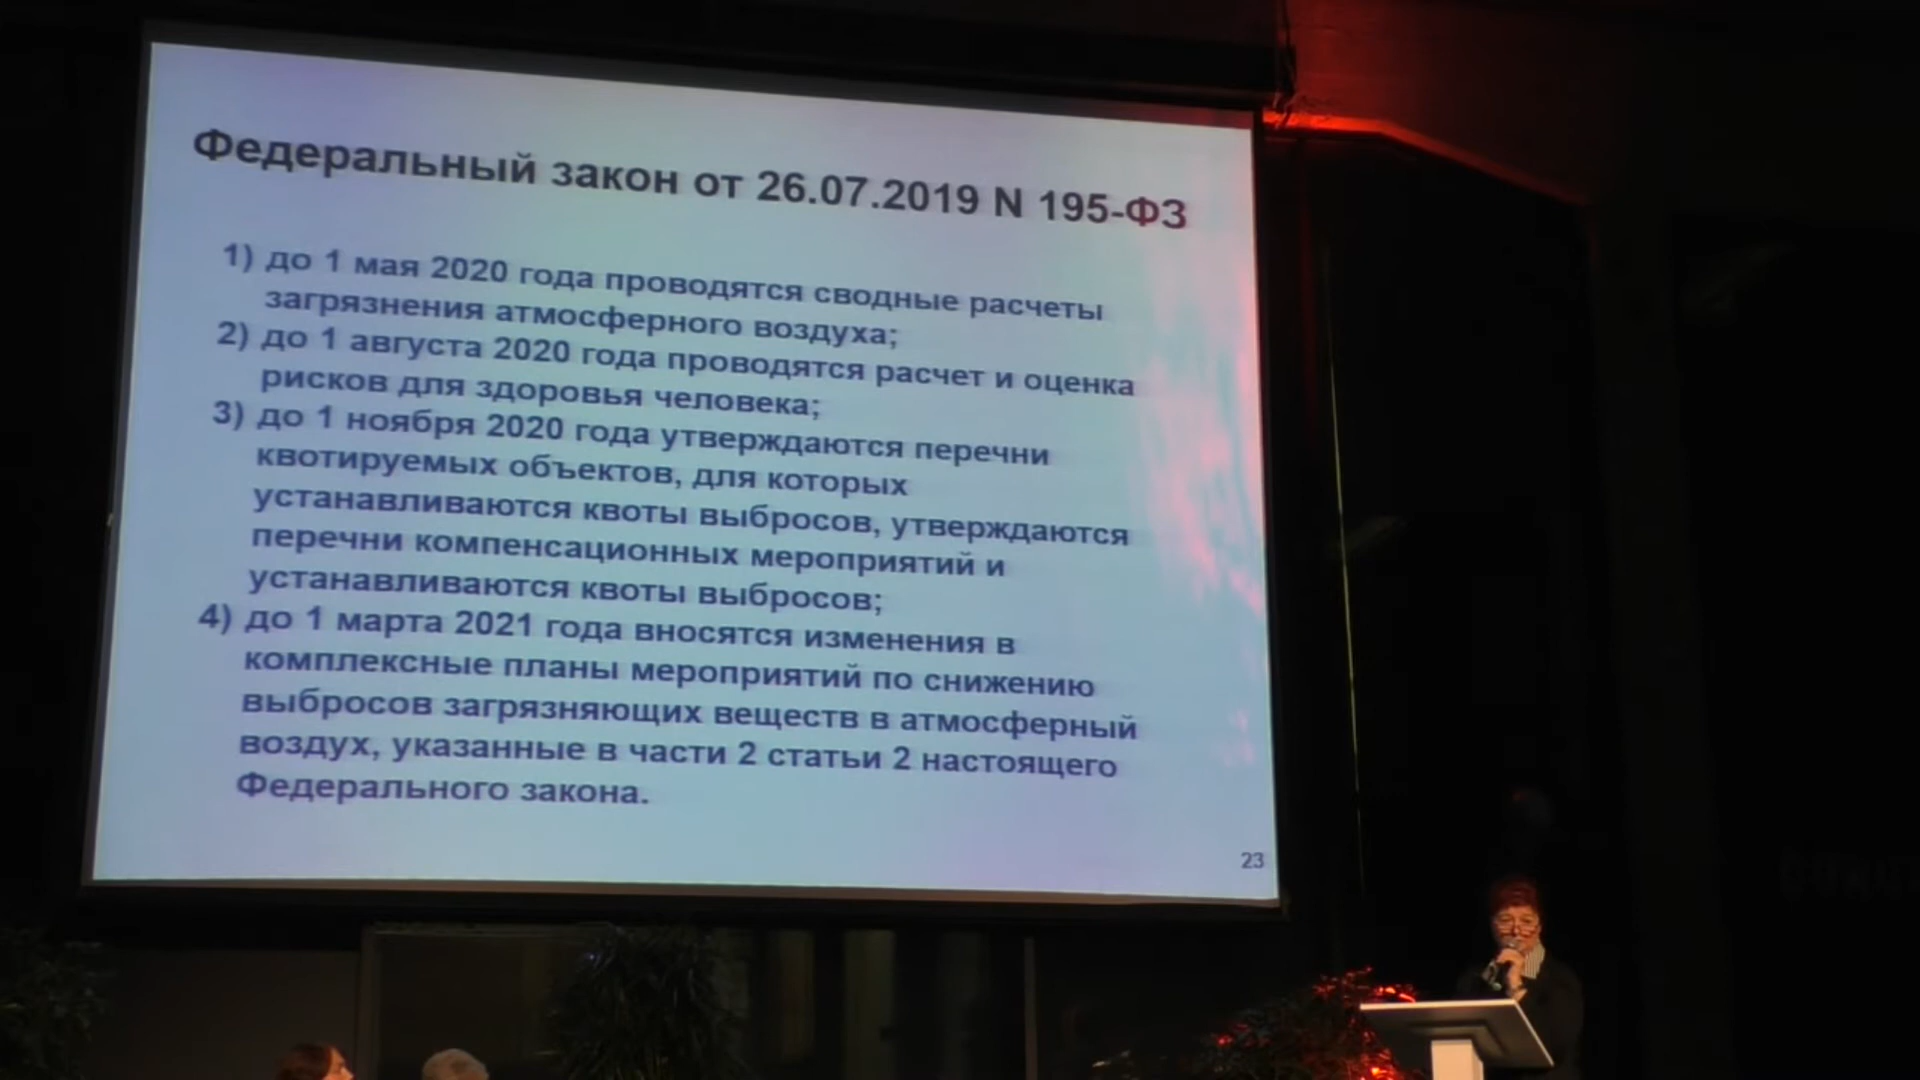 Федеральный закон от 26.07.2019 N 195-ФЗ
1) до 1 мая 2020 года проводятся сводные расчеты
загрязнения атмосферного воздуха;
2) до 1 августа 2020 года проводятся расчет и оценка
рисков для здоровья человека;
3) до 1 ноября 2020 года утверждаются перечни
квотируемых объектов, для которых
устанавливаются квоты выбросов, утверждаются
перечни компенсационных мероприятий и
устанавливаются квоты выбросов;
4) до 1 марта 2021 года вносятся изменения в
комплексные планы мероприятий по снижению
выбросов загрязняющих веществ в атмосферный
воздух, указанные в части 2 статьи 2 настоящего
Федерального закона.
23